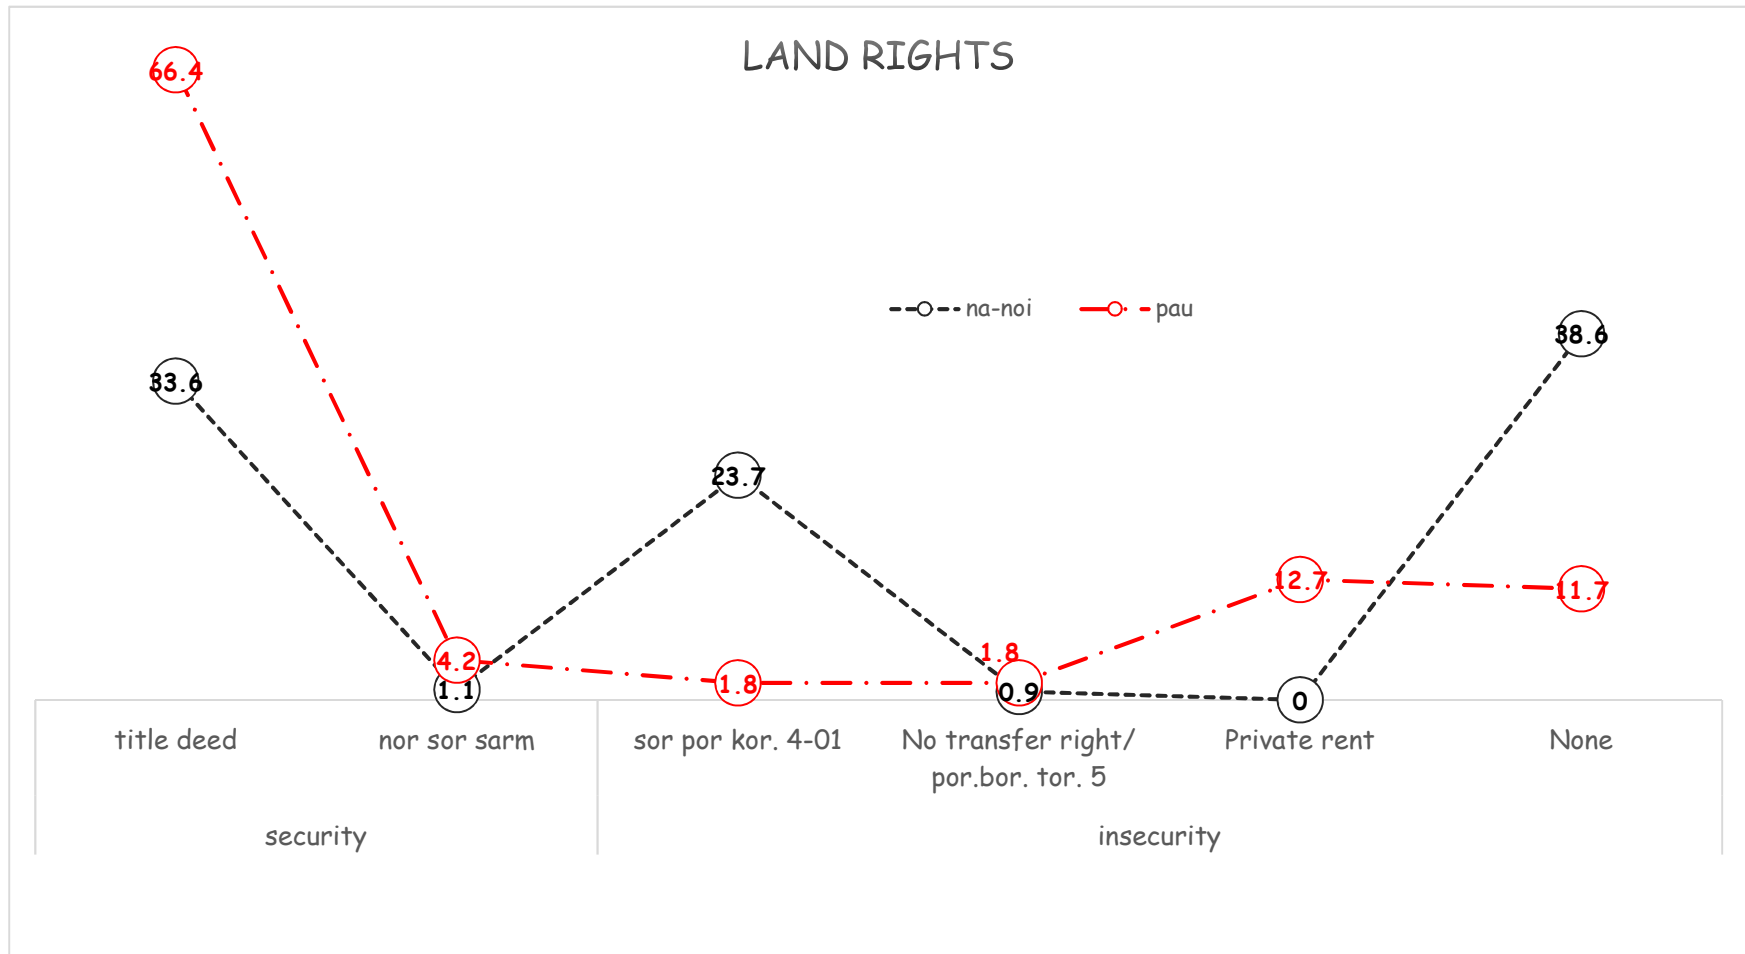 LAND RIGHTS
66.4
na-noi
pau
33.6
38.6
23.7
12.7
11.7
1.8
4.2
1.8
1.1
0.9
0
title deed
nor sor sarm
sor por kor. 4-01
No transfer right/
por.bor. tor. 5
Private rent
None
security
insecurity